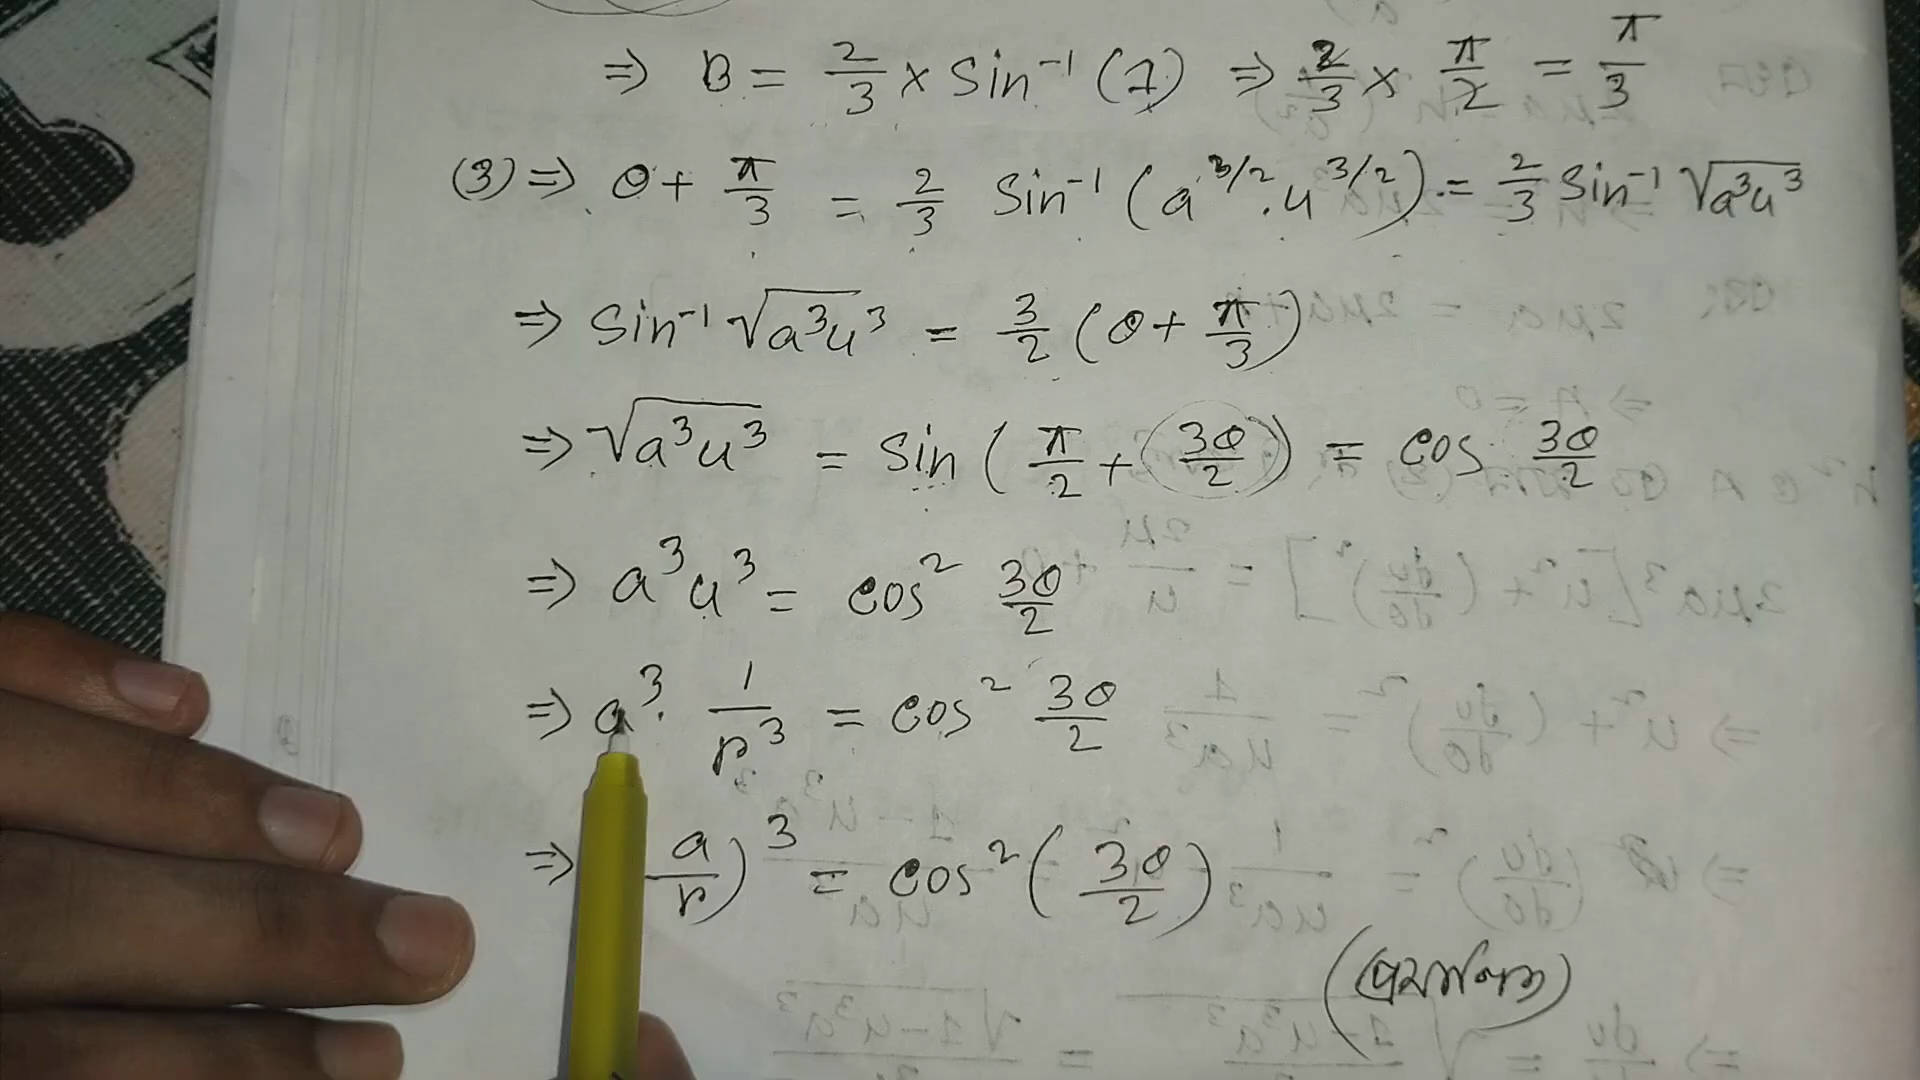 ⇒ B = 2/3 × Sin⁻¹ (1) ⇒ 2/3 × π/2 = π/3
(3) ⇒ θ + π/3 = 2/3 Sin⁻¹ (a^3/2 . u^3/2) = 2/3 Sin⁻¹ √a³u³
⇒ Sin⁻¹ √a³u³ = 3/2 (θ + π/3)
⇒ √a³u³ = Sin (π/2 + 3θ/2) = cos 3θ/2
⇒ a³u³ = cos² 3θ/2
⇒ a³. 1/r³ = cos² 3θ/2
⇒ a/r)³ = cos² (3θ/2)
(প্রমাণিত)